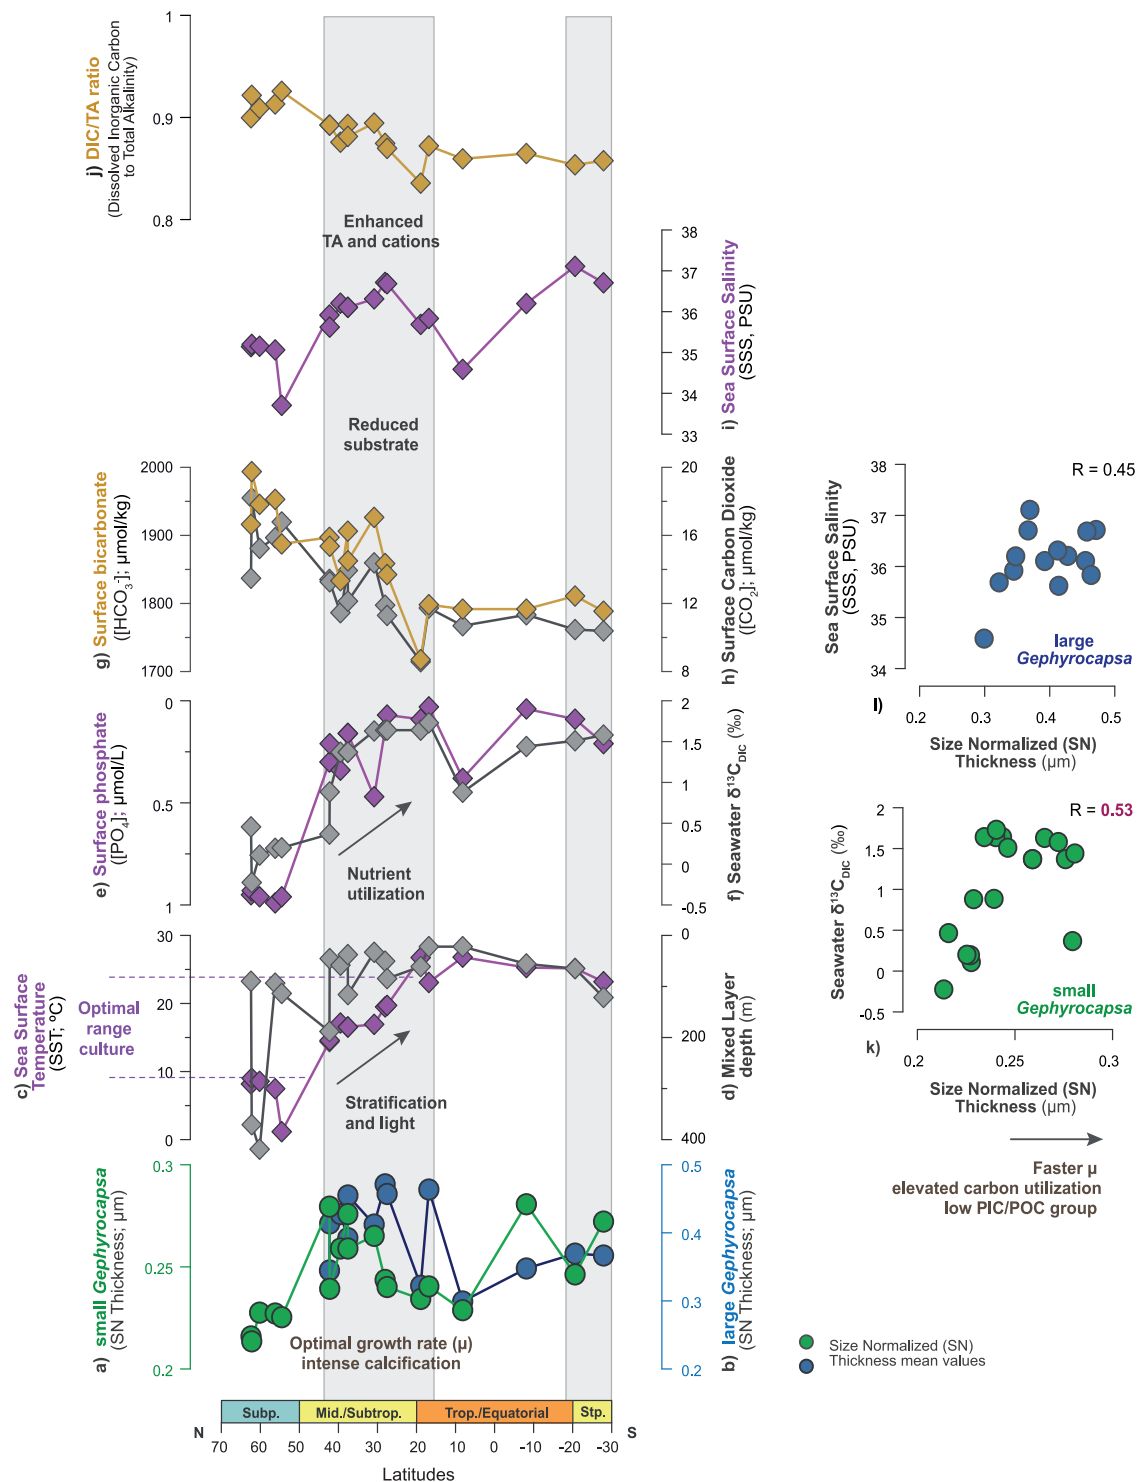 1
0.9
0.8
j) DIC/TA ratio
(Dissolved Inorganic Carbon
to Total Alkalinity)
Enhanced
TA and cations
38
37
36
35
34
33
i) Sea Surface Salinity
(SSS, PSU)
Reduced
substrate
2000
1900
1800
1700
g) Surface bicarbonate
([HCO₃⁻]; µmol/kg)
20
16
12
8
h) Surface Carbon Dioxide
([CO₂]; µmol/kg)
0
0.5
1
e) Surface phosphate
([PO₄]; µmol/L)
2
1.5
1
0.5
0
-0.5
f) Seawater δ¹³C_DIC (‰)
Nutrient
utilization
30
20
10
0
c) Sea Surface
Temperature
(SST; ºC)
Optimal
range
culture
0
200
400
d) Mixed Layer
depth (m)
Stratification
and light
0.3
0.25
0.2
a) small Gephyrocapsa
(SN Thickness; µm)
0.5
0.4
0.3
0.2
b) large Gephyrocapsa
(SN Thickness; µm)
Optimal growth rate (µ)
intense calcification
Subp.
Mid./Subtrop.
Trop./Equatorial
Stp.
N
S
70 60 50 40 30 20 10 0 -10 -20 -30
Latitudes
38
37
36
35
34
Sea Surface Salinity
(SSS, PSU)
R = 0.45
large
Gephyrocapsa
l)
0.2 0.3 0.4 0.5
Size Normalized (SN)
Thickness (µm)
2
1.5
1
0.5
0
-0.5
Seawater δ¹³C_DIC (‰)
R = 0.53
small
Gephyrocapsa
k)
0.2 0.25 0.3
Size Normalized (SN)
Thickness (µm)
Faster µ
elevated carbon utilization
low PIC/POC group
Size Normalized (SN)
Thickness mean values